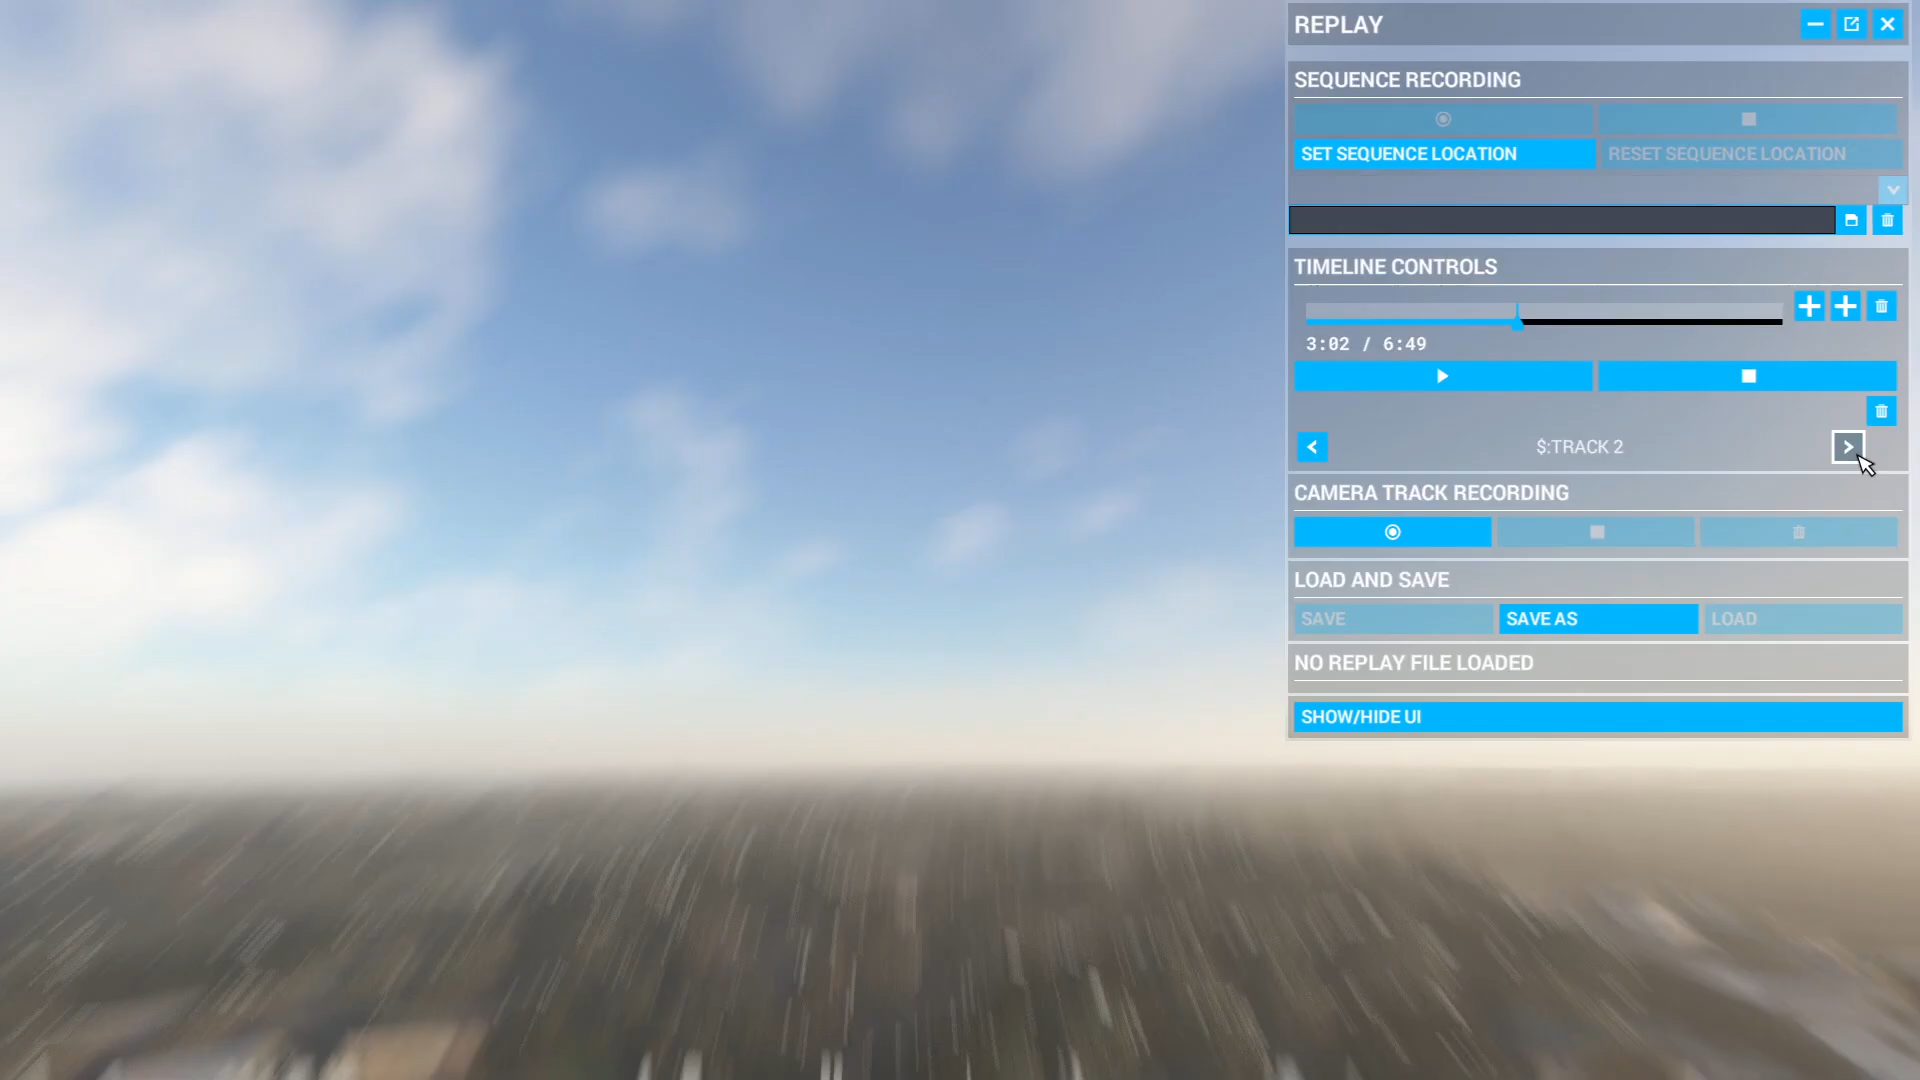 REPLAY
SEQUENCE RECORDING
SET SEQUENCE LOCATION
RESET SEQUENCE LOCATION
TIMELINE CONTROLS
3:02 / 6:49
$:TRACK 2
CAMERA TRACK RECORDING
LOAD AND SAVE
SAVE
SAVE AS
LOAD
NO REPLAY FILE LOADED
SHOW/HIDE UI